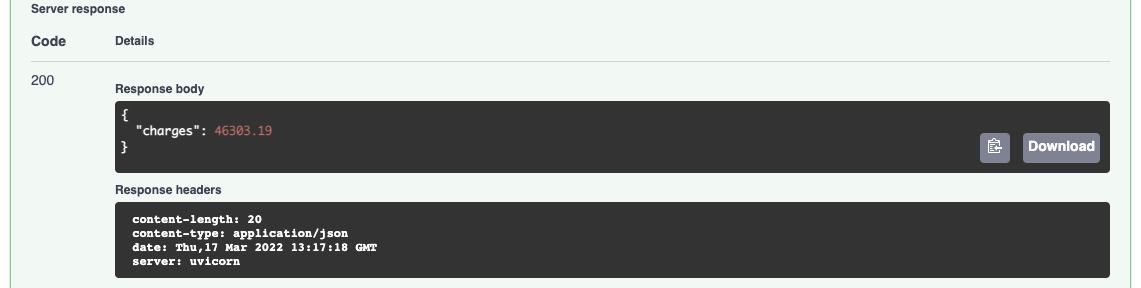 Server response
Code Details
200
Response body
{
  "charges": 46303.19
}
Download
Response headers
content-length: 20
content-type: application/json
date: Thu,17 Mar 2022 13:17:18 GMT
server: uvicorn